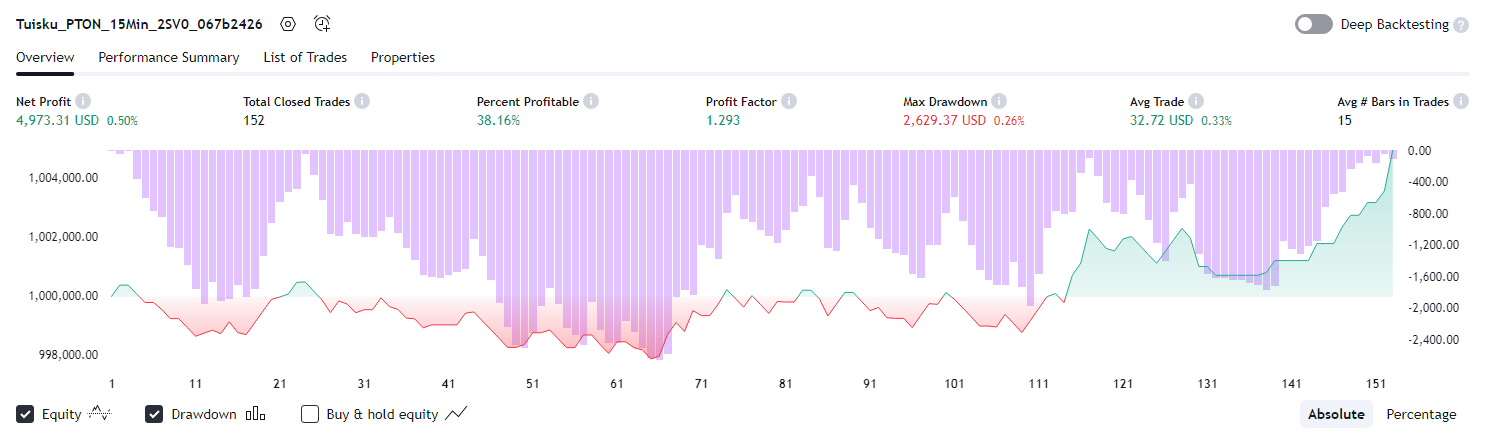 Tuisku_PTON_15Min_2SV0_067b2426 Deep Backtesting ?
Overview Performance Summary List of Trades Properties
Net Profit i Total Closed Trades i Percent Profitable i Profit Factor i Max Drawdown i Avg Trade i Avg # Bars in Trades i
4,973.31 USD 0.50% 152 38.16% 1.293 2,629.37 USD 0.26% 32.72 USD 0.33% 15
0.00
1,004,000.00
-400.00
-800.00
1,002,000.00
-1,200.00
-1,600.00
1,000,000.00
-2,000.00
-2,400.00
998,000.00
1 11 21 31 41 51 61 71 81 91 101 111 121 131 141 151
Equity Drawdown Buy & hold equity Absolute Percentage